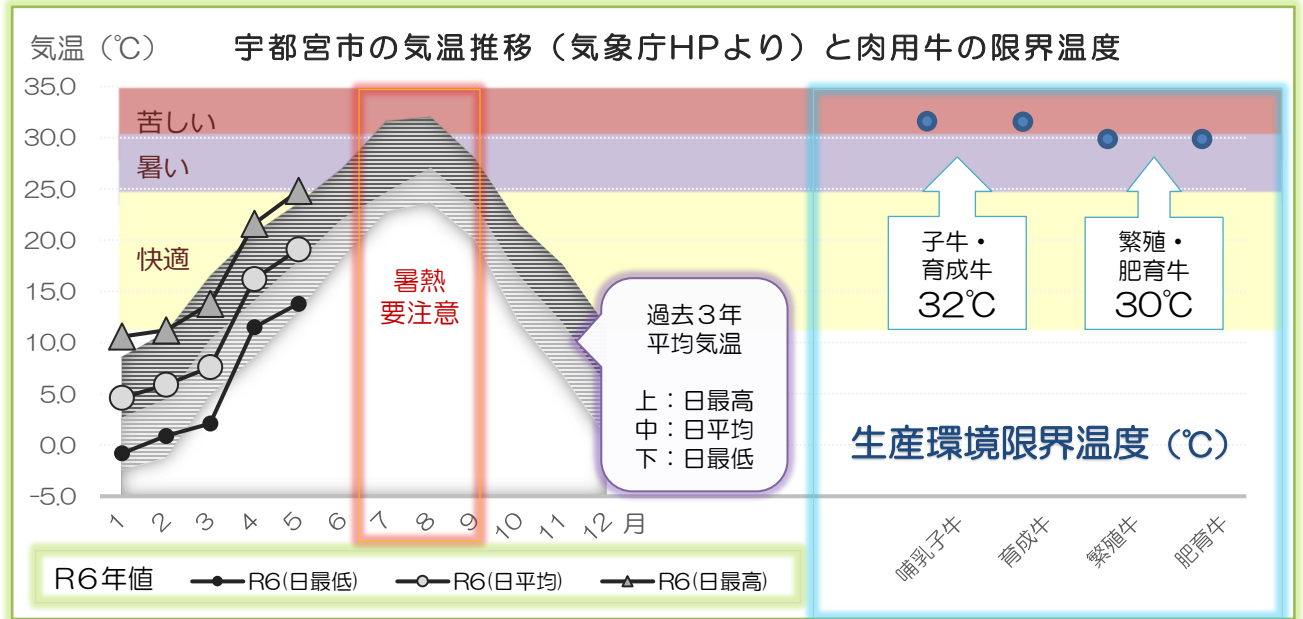 気温（℃）
宇都宮市の気温推移（気象庁HPより）と肉用牛の限界温度
35.0
30.0
25.0
20.0
15.0
10.0
5.0
0.0
-5.0
苦しい
暑い
快適
暑熱
要注意
過去３年
平均気温
上：日最高
中：日平均
下：日最低
子牛・
育成牛
32℃
繁殖・
肥育牛
30℃
生産環境限界温度（℃）
1 2 3 4 5 6 7 8 9 10 11 12 月
哺乳子牛 育成牛 繁殖牛 肥育牛
R6年値 R6(日最低) R6(日平均) R6(日最高)